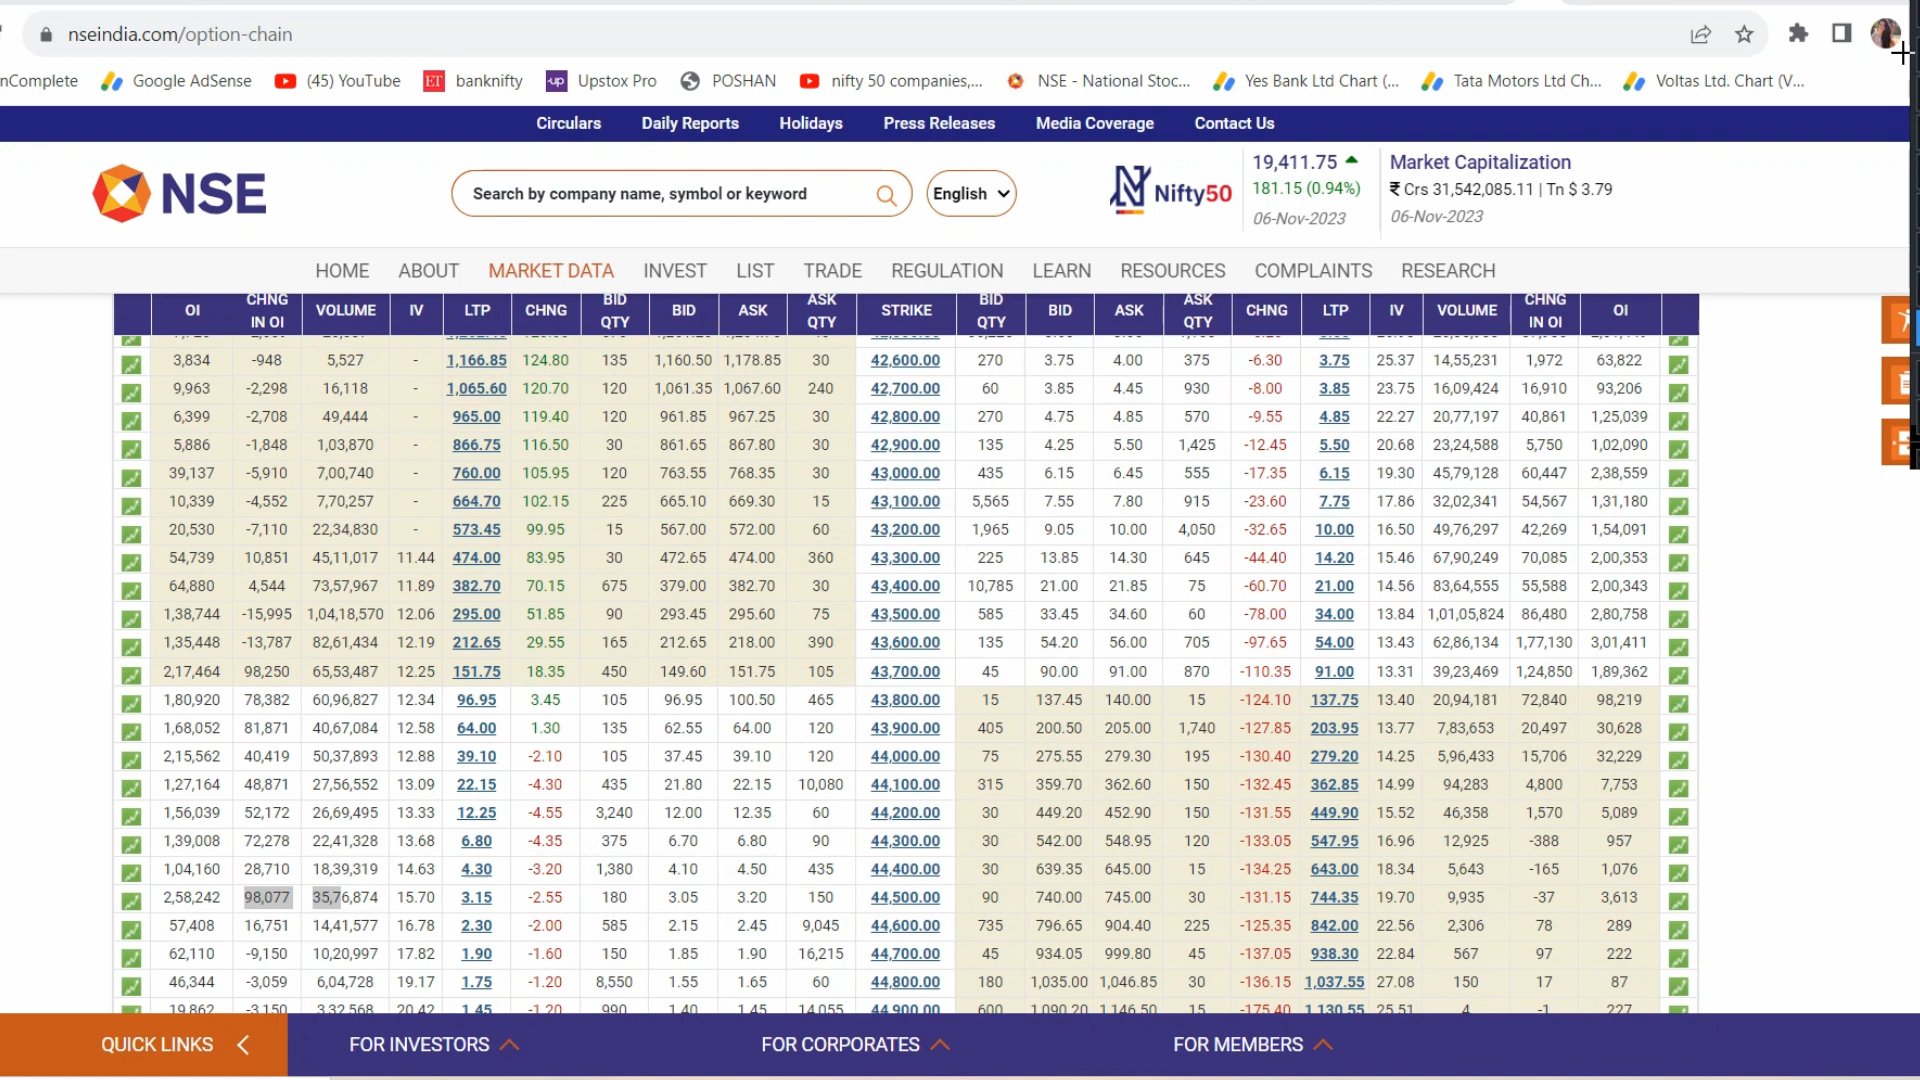 nseindia.com/option-chain
nComplete Google AdSense (45) YouTube ET banknifty up Upstox Pro POSHAN nifty 50 companies,... NSE - National Stoc... Yes Bank Ltd Chart (... Tata Motors Ltd Ch... Voltas Ltd. Chart (V...
Circulars Daily Reports Holidays Press Releases Media Coverage Contact Us
NSE Search by company name, symbol or keyword English Nifty50 19,411.75 Market Capitalization
181.15 (0.94%) ₹ Crs 31,542,085.11 | Tn $ 3.79
06-Nov-2023 06-Nov-2023
HOME ABOUT MARKET DATA INVEST LIST TRADE REGULATION LEARN RESOURCES COMPLAINTS RESEARCH
OI CHNG IN OI VOLUME IV LTP CHNG BID QTY BID ASK ASK QTY STRIKE BID QTY BID ASK ASK QTY CHNG LTP IV VOLUME CHNG IN OI OI
3,834 -948 5,527 - 1,166.85 124.80 135 1,160.50 1,178.85 30 42,600.00 270 3.75 4.00 375 -6.30 3.75 25.37 14,55,231 1,972 63,822
9,963 -2,298 16,118 - 1,065.60 120.70 120 1,061.35 1,067.60 240 42,700.00 60 3.85 4.45 930 -8.00 3.85 23.75 16,09,424 16,910 93,206
6,399 -2,708 49,444 - 965.00 119.40 120 961.85 967.25 30 42,800.00 270 4.75 4.85 570 -9.55 4.85 22.27 20,77,197 40,861 1,25,039
5,886 -1,848 1,03,870 - 866.75 116.50 30 861.65 867.80 30 42,900.00 135 4.25 5.50 1,425 -12.45 5.50 20.68 23,24,588 5,750 1,02,090
39,137 -5,910 7,00,740 - 760.00 105.95 120 763.55 768.35 30 43,000.00 435 6.15 6.45 555 -17.35 6.15 19.30 45,79,128 60,447 2,38,559
10,339 -4,552 7,70,257 - 664.70 102.15 225 665.10 669.30 15 43,100.00 5,565 7.55 7.80 915 -23.60 7.75 17.86 32,02,341 54,567 1,31,180
20,530 -7,110 22,34,830 - 573.45 99.95 15 567.00 572.00 60 43,200.00 1,965 9.05 10.00 4,050 -32.65 10.00 16.50 49,76,297 42,269 1,54,091
54,739 10,851 45,11,017 11.44 474.00 83.95 30 472.65 474.00 360 43,300.00 225 13.85 14.30 645 -44.40 14.20 15.46 67,90,249 70,085 2,00,353
64,880 4,544 73,57,967 11.89 382.70 70.15 675 379.00 382.70 30 43,400.00 10,785 21.00 21.85 75 -60.70 21.00 14.56 83,64,555 55,588 2,00,343
1,38,744 -15,995 1,04,18,570 12.06 295.00 51.85 90 293.45 295.60 75 43,500.00 585 33.45 34.60 60 -78.00 34.00 13.84 1,01,05,824 86,480 2,80,758
1,35,448 -13,787 82,61,434 12.19 212.65 29.55 165 212.65 218.00 390 43,600.00 135 54.20 56.00 705 -97.65 54.00 13.43 62,86,134 1,77,130 3,01,411
2,17,464 98,250 65,53,487 12.25 151.75 18.35 450 149.60 151.75 105 43,700.00 45 90.00 91.00 870 -110.35 91.00 13.31 39,23,469 1,24,850 1,89,362
1,80,920 78,382 60,96,827 12.34 96.95 3.45 105 96.95 100.50 465 43,800.00 15 137.45 140.00 15 -124.10 137.75 13.40 20,94,181 72,840 98,219
1,68,052 81,871 40,67,084 12.58 64.00 1.30 135 62.55 64.00 120 43,900.00 405 200.50 205.00 1,740 -127.85 203.95 13.77 7,83,653 20,497 30,628
2,15,562 40,419 50,37,893 12.88 39.10 -2.10 105 37.45 39.10 120 44,000.00 75 275.55 279.30 195 -130.40 279.20 14.25 5,96,433 15,706 32,229
1,27,164 48,871 27,56,552 13.09 22.15 -4.30 435 21.80 22.15 10,080 44,100.00 315 359.70 362.60 150 -132.45 362.85 14.99 94,283 4,800 7,753
1,56,039 52,172 26,69,495 13.33 12.25 -4.55 3,240 12.00 12.35 60 44,200.00 30 449.20 452.90 150 -131.55 449.90 15.52 46,358 1,570 5,089
1,39,008 72,278 22,41,328 13.68 6.80 -4.35 375 6.70 6.80 90 44,300.00 30 542.00 548.95 120 -133.05 547.95 16.96 12,925 -388 957
1,04,160 28,710 18,39,319 14.63 4.30 -3.20 1,380 4.10 4.50 435 44,400.00 30 639.35 645.00 15 -134.25 643.00 18.34 5,643 -165 1,076
2,58,242 98,077 35,76,874 15.70 3.15 -2.55 180 3.05 3.20 150 44,500.00 90 740.00 745.00 30 -131.15 744.35 19.70 9,935 -37 3,613
57,408 16,751 14,41,577 16.78 2.30 -2.00 585 2.15 2.45 9,045 44,600.00 735 796.65 904.40 225 -125.35 842.00 22.56 2,306 78 289
62,110 -9,150 10,20,997 17.82 1.90 -1.60 150 1.85 1.90 16,215 44,700.00 45 934.05 999.80 45 -137.05 938.30 22.84 567 97 222
46,344 -3,059 6,04,728 19.17 1.75 -1.20 8,550 1.55 1.65 60 44,800.00 180 1,035.00 1,046.85 30 -136.15 1,037.55 27.08 150 17 87
19,862 -3,150 3,32,568 20.42 1.45 -1.20 990 1.40 1.45 14,055 44,900.00 600 1,090.20 1,146.50 15 -175.40 1,130.55 25.51 4 -1 227
QUICK LINKS FOR INVESTORS FOR CORPORATES FOR MEMBERS